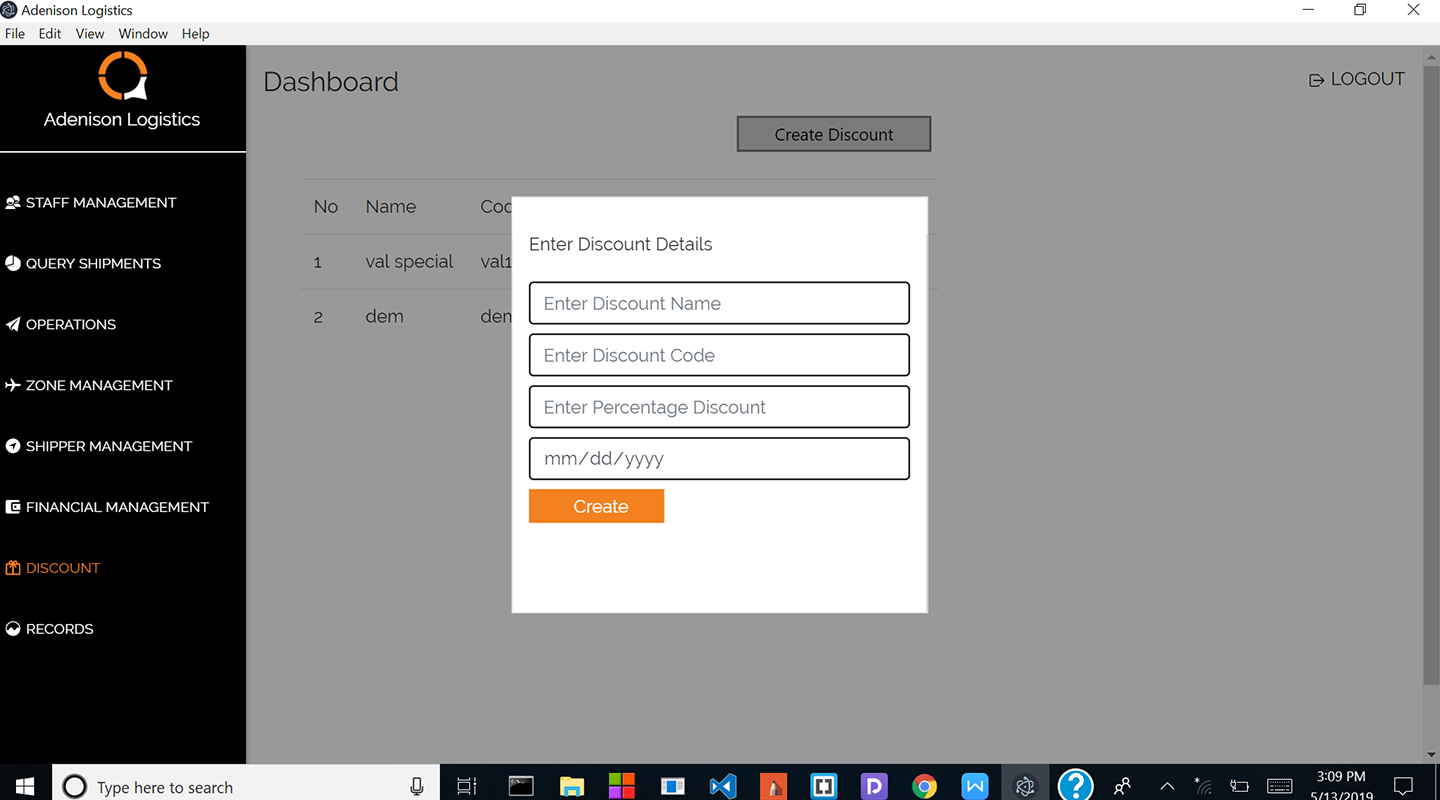 Adenison Logistics
File Edit View Window Help
Adenison Logistics
STAFF MANAGEMENT
QUERY SHIPMENTS
OPERATIONS
ZONE MANAGEMENT
SHIPPER MANAGEMENT
FINANCIAL MANAGEMENT
DISCOUNT
RECORDS
Dashboard
LOGOUT
Create Discount
No Name
1 val special val1
2 dem
Enter Discount Details
Enter Discount Name
Enter Discount Code
Enter Percentage Discount
mm/dd/yyyy
Create
Type here to search
3:09 PM
5/13/2019